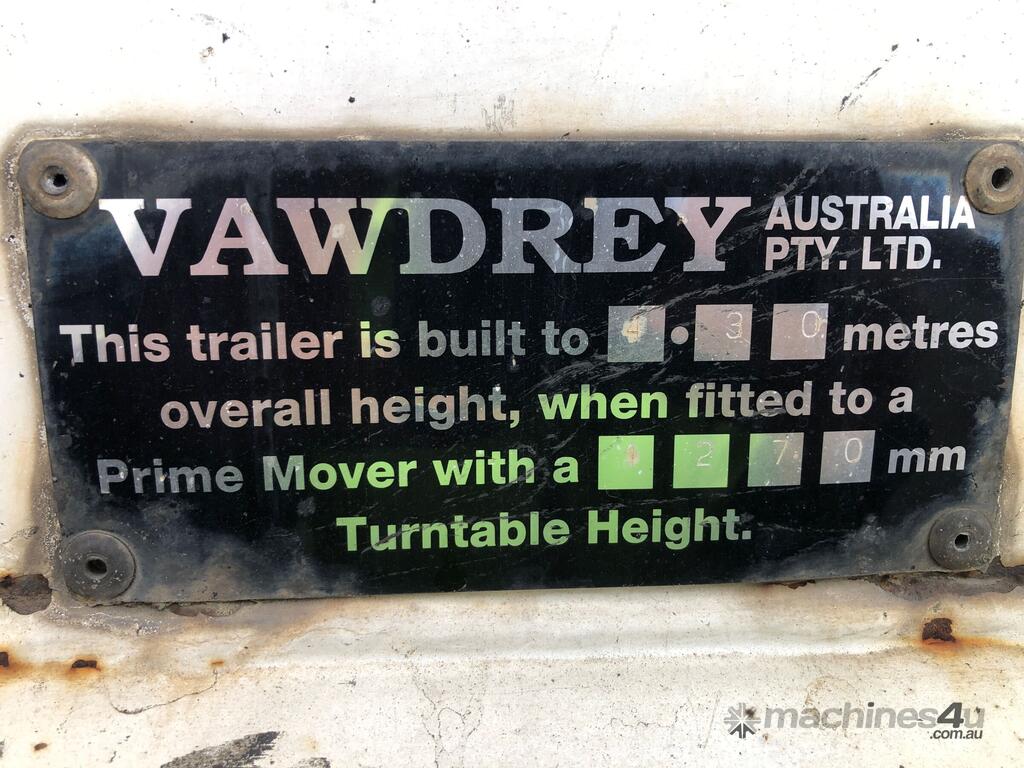 VAWDREY AUSTRALIA PTY. LTD.
This trailer is built to 4.30 metres
overall height, when fitted to a
Prime Mover with a 1270 mm
Turntable Height.
machines4u
.com.au